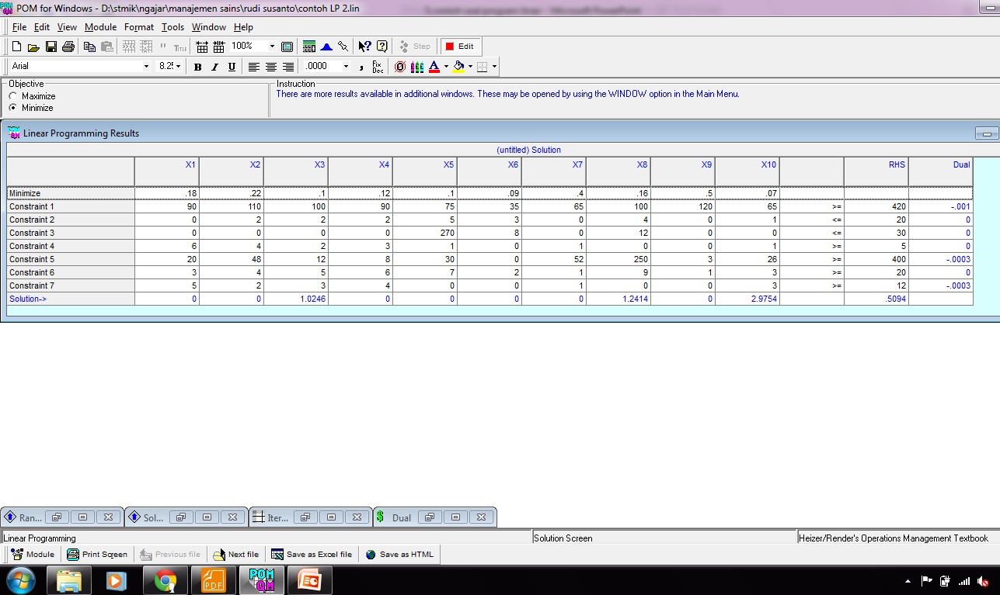 POM for Windows - D:\stmik\ngajar\manajemen sains\rudi susanto\contoh LP 2.lin
File Edit View Module Format Tools Window Help
100% Step Edit
Arial 8.25 B I U .0000 , Fix Dec A
Objective
Maximize
Minimize
Instruction
There are more results available in additional windows. These may be opened by using the WINDOW option in the Main Menu.
Linear Programming Results
(untitled) Solution
X1 X2 X3 X4 X5 X6 X7 X8 X9 X10 RHS Dual
Minimize .18 .22 .1 .12 .1 .09 .4 .16 .5 .07
Constraint 1 90 110 100 90 75 35 65 100 120 65 >= 420 -.001
Constraint 2 0 2 2 2 5 3 0 4 0 1 <= 20 0
Constraint 3 0 0 0 0 270 8 0 12 0 0 <= 30 0
Constraint 4 6 4 2 3 1 0 1 0 0 1 >= 5 0
Constraint 5 20 48 12 8 30 0 52 250 3 26 >= 400 -.0003
Constraint 6 3 4 5 6 7 2 1 9 1 3 >= 20 0
Constraint 7 5 2 3 4 0 0 1 0 0 3 >= 12 -.0003
Solution-> 0 0 1.0246 0 0 0 0 1.2414 0 2.9754 .5094
Ran... Sol... Iter... Dual
Linear Programming Solution Screen Heizer/Render's Operations Management Textbook
Module Print Screen Previous file Next file Save as Excel file Save as HTML
PDF POM QM